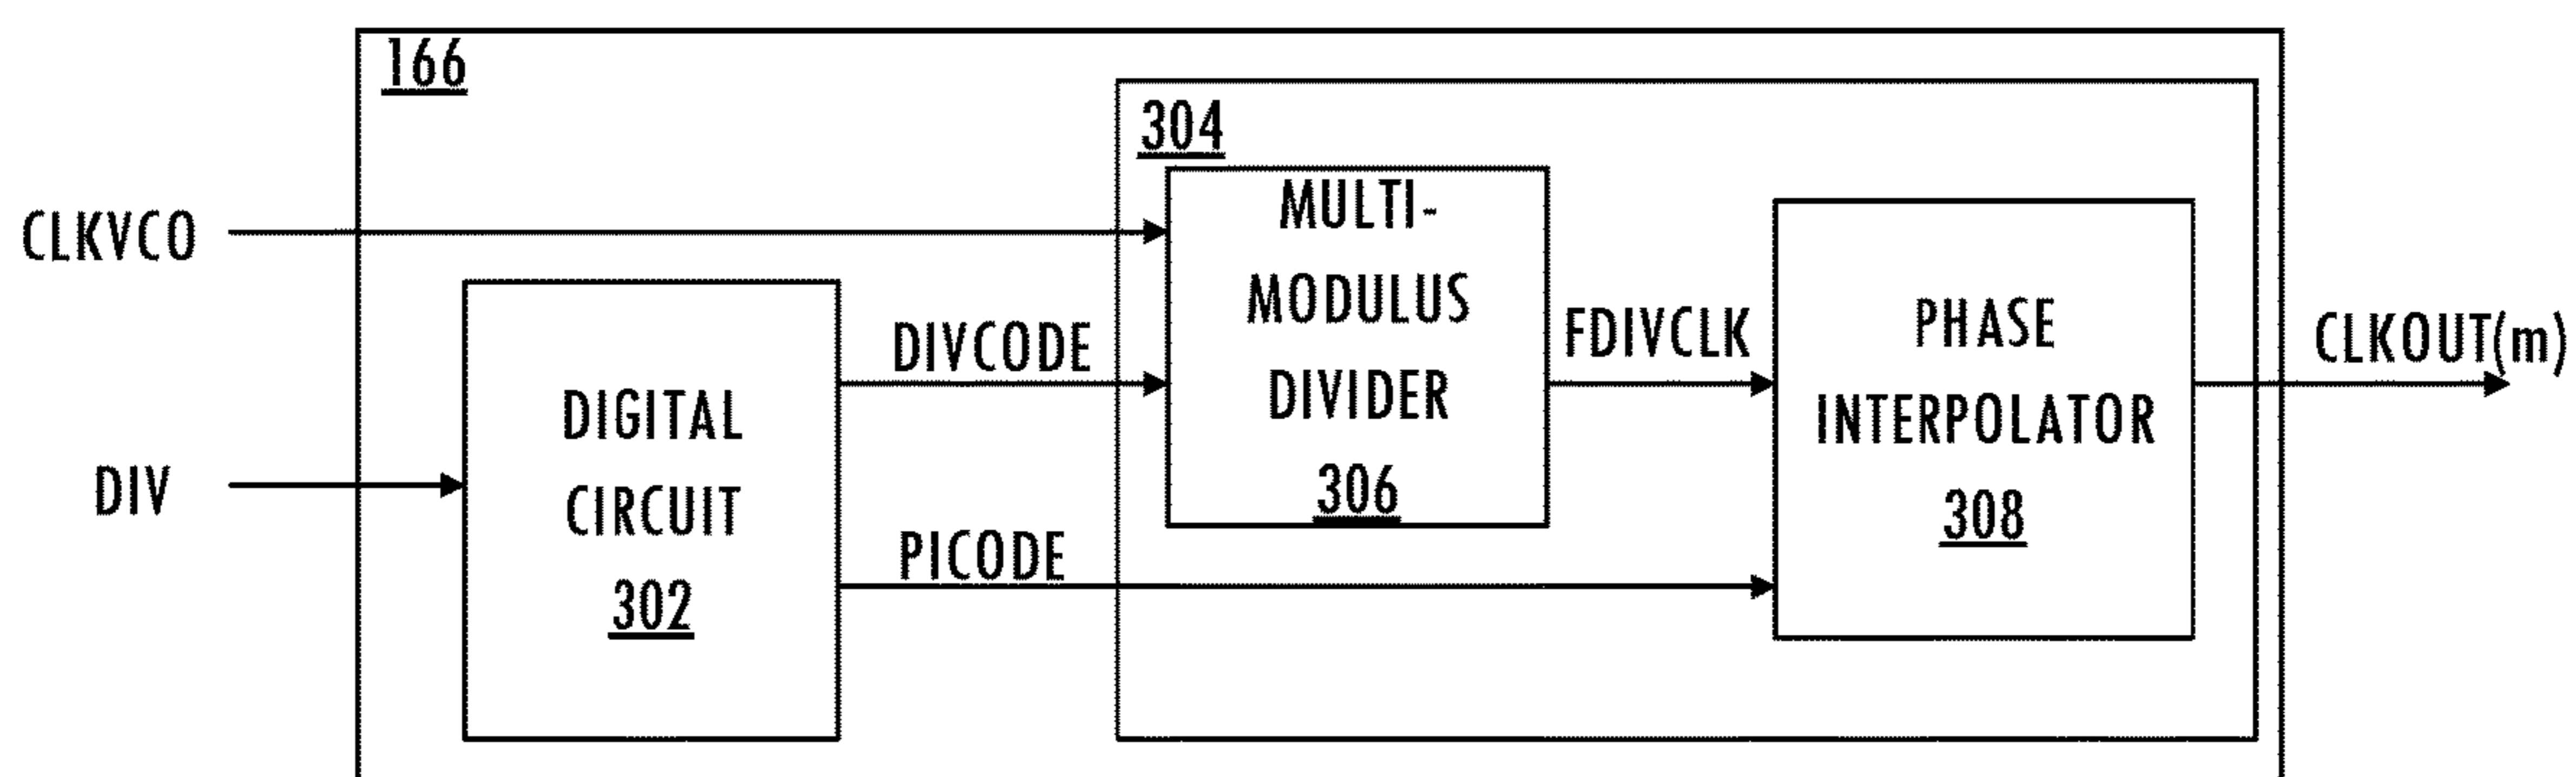 166
304
CLKVCO
DIV
DIGITAL
CIRCUIT
302
DIVCODE
PICODE
MULTI-
MODULUS
DIVIDER
306
FDIVCLK
PHASE
INTERPOLATOR
308
CLKOUT(m)